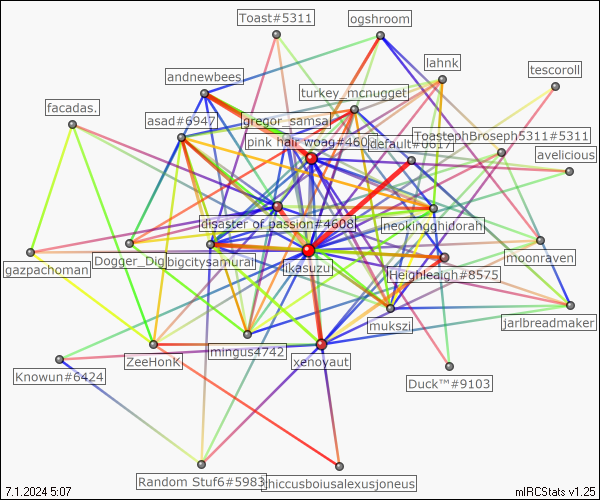 Toast#5311
ogshroom
lahnk
andnewbees
tescoroll
turkey_mcnugget
facadas.
asad#6947
gregor_samsa
pink hair woag#460
default#0617
ToastephBroseph5311#5311
avelicious
disaster of passion#4608
neokingghidorah
moonraven
gazpachoman
Dogger_Dig
bigcitysamurai
ikasuzu
Heighleaigh#8575
jarlbreadmaker
mukszi
mingus4742
xenoyaut
ZeeHonK
Knowun#6424
Duck™#9103
Random Stuf6#5983
thiccusboiusalexusjoneus
7.1.2024 5:07
mIRCStats v1.25